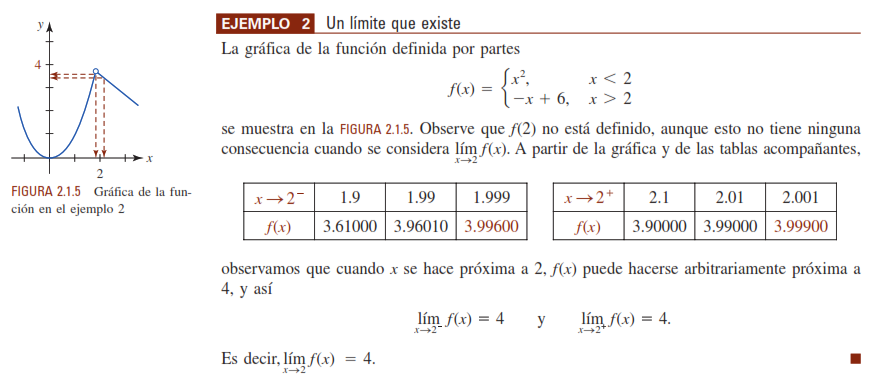 y
4
x
2
FIGURA 2.1.5 Gráfica de la fun-
ción en el ejemplo 2
EJEMPLO 2 Un límite que existe
La gráfica de la función definida por partes
f(x) = { x², x < 2
−x + 6, x > 2
se muestra en la FIGURA 2.1.5. Observe que f(2) no está definido, aunque esto no tiene ninguna
consecuencia cuando se considera lím x→2 f(x). A partir de la gráfica y de las tablas acompañantes,
x→2⁻ 1.9 1.99 1.999
f(x) 3.61000 3.96010 3.99600
x→2⁺ 2.1 2.01 2.001
f(x) 3.90000 3.99000 3.99900
observamos que cuando x se hace próxima a 2, f(x) puede hacerse arbitrariamente próxima a
4, y así
lím x→2⁻ f(x) = 4 y lím x→2⁺ f(x) = 4.
Es decir, lím x→2 f(x) = 4.